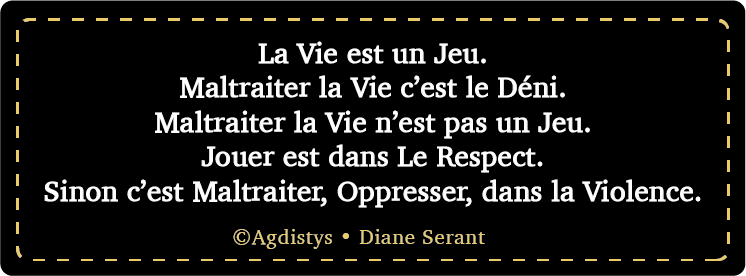 La Vie est un Jeu.
Maltraiter la Vie c’est le Déni.
Maltraiter la Vie n’est pas un Jeu.
Jouer est dans Le Respect.
Sinon c’est Maltraiter, Oppresser, dans la Violence.
©Agdistys • Diane Serant